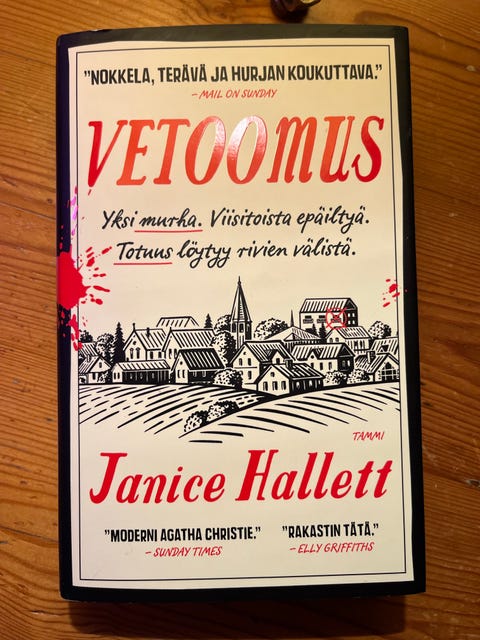 "NOKKELA, TERÄVÄ JA HURJAN KOUKUTTAVA."
– MAIL ON SUNDAY
VETOOMUS
Yksi murha. Viisitoista epäiltyä.
Totuus löytyy rivien välistä.
TAMMI
Janice Hallett
"MODERNI AGATHA CHRISTIE."
– SUNDAY TIMES
"RAKASTIN TÄTÄ."
– ELLY GRIFFITHS